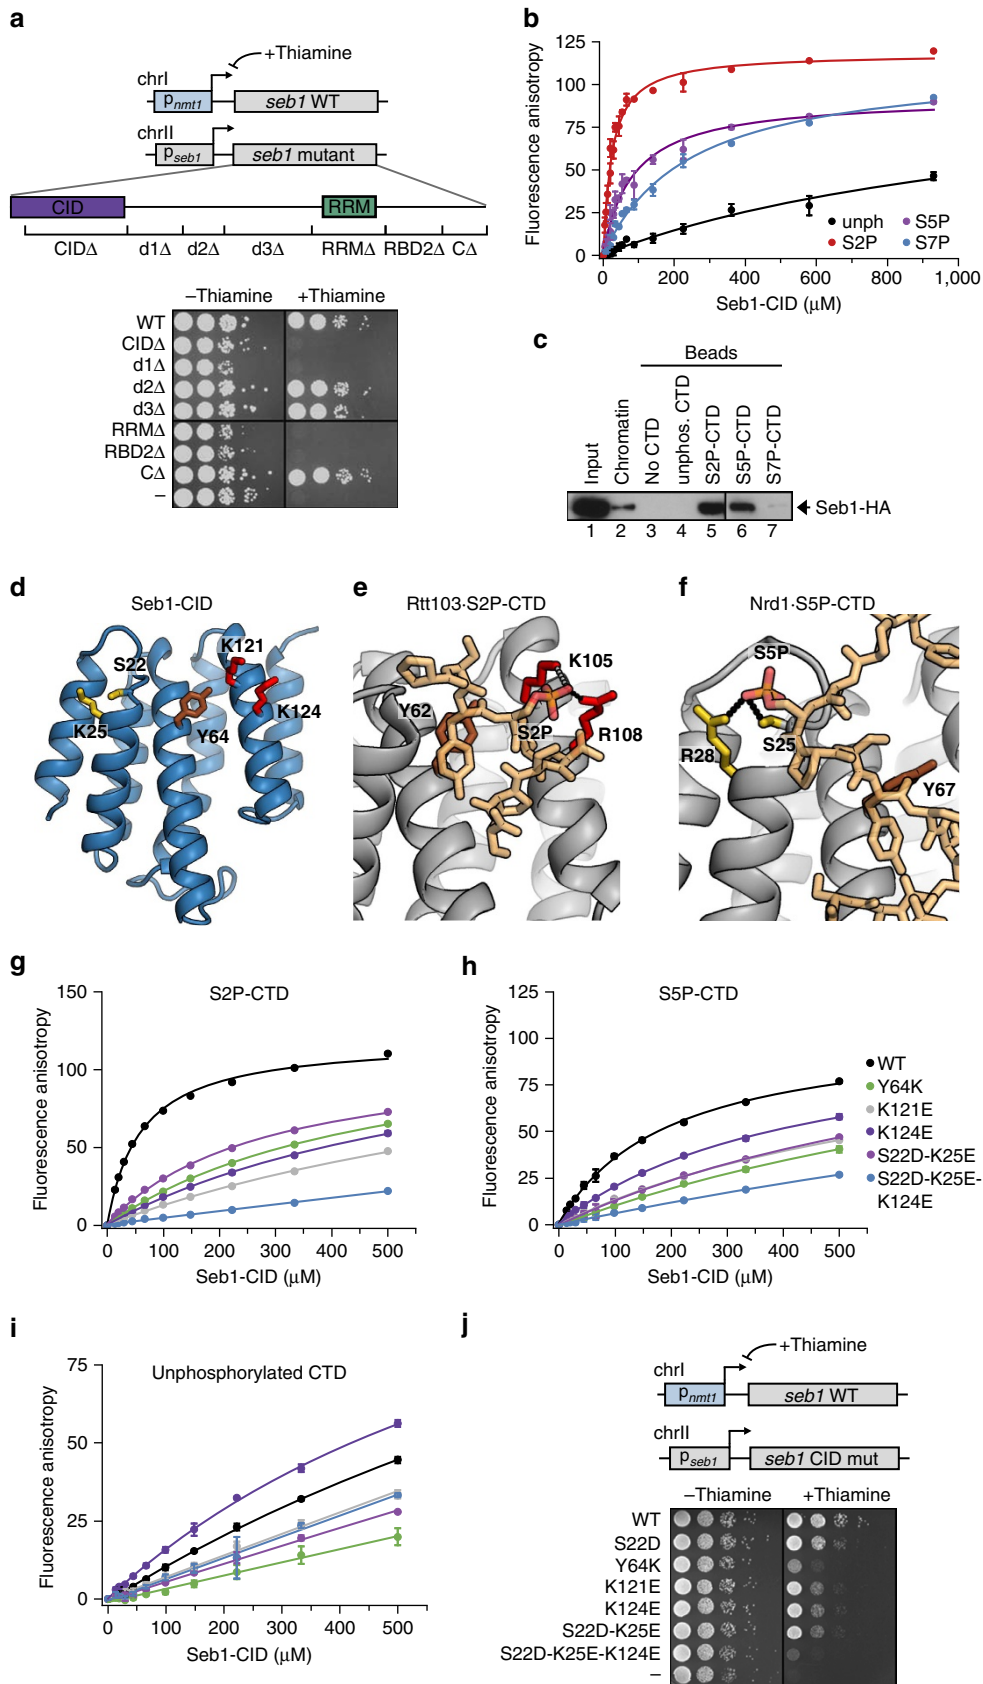 a
+Thiamine
chrI
pnmt1
seb1 WT
chrII
pseb1
seb1 mutant
CID
RRM
CIDΔ d1Δ d2Δ d3Δ RRMΔ RBD2Δ CΔ
–Thiamine +Thiamine
WT
CIDΔ
d1Δ
d2Δ
d3Δ
RRMΔ
RBD2Δ
CΔ
–
b
Fluorescence anisotropy
125
100
75
50
25
0
0 200 400 600 800 1,000
Seb1-CID (μM)
unph S5P
S2P S7P
c
Beads
Input
Chromatin
No CTD
unphos. CTD
S2P-CTD
S5P-CTD
S7P-CTD
Seb1-HA
1 2 3 4 5 6 7
d
Seb1-CID
K121
S22
K25
Y64
K124
e
Rtt103·S2P-CTD
K105
Y62
S2P
R108
f
Nrd1·S5P-CTD
S5P
R28
S25
Y67
g
S2P-CTD
Fluorescence anisotropy
150
100
50
0
0 100 200 300 400 500
Seb1-CID (μM)
h
S5P-CTD
Fluorescence anisotropy
125
100
75
50
25
0
0 100 200 300 400 500
Seb1-CID (μM)
WT
Y64K
K121E
K124E
S22D-K25E
S22D-K25E-
K124E
i
Unphosphorylated CTD
Fluorescence anisotropy
75
50
25
0
0 100 200 300 400 500
Seb1-CID (μM)
j
+Thiamine
chrI
pnmt1
seb1 WT
chrII
pseb1
seb1 CID mut
–Thiamine +Thiamine
WT
S22D
Y64K
K121E
K124E
S22D-K25E
S22D-K25E-K124E
–